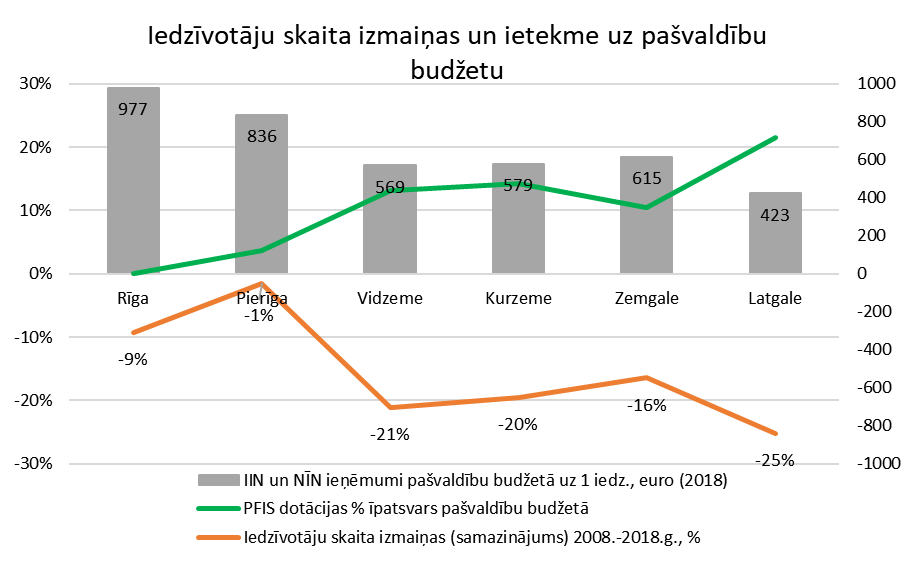 Iedzīvotāju skaita izmaiņas un ietekme uz pašvaldību
budžetu
30%
20%
10%
0%
-10%
-20%
-30%
1000
800
600
400
200
0
-200
-400
-600
-800
-1000
977
836
569
579
615
423
Rīga
Pierīga
Vidzeme
Kurzeme
Zemgale
Latgale
-9%
-1%
-21%
-20%
-16%
-25%
IIN un NĪN ieņēmumi pašvaldību budžetā uz 1 iedz., euro (2018)
PFIS dotācijas % īpatsvars pašvaldību budžetā
Iedzīvotāju skaita izmaiņas (samazinājums) 2008.-2018.g., %